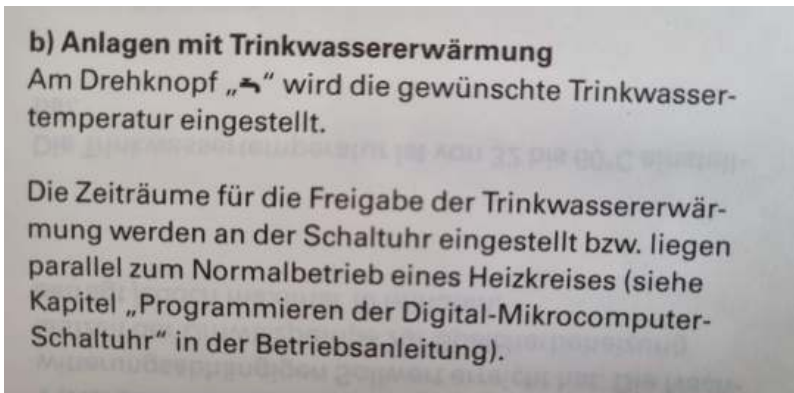 b) Anlagen mit Trinkwassererwärmung
Am Drehknopf „“ wird die gewünschte Trinkwasser-
temperatur eingestellt.
Die Zeiträume für die Freigabe der Trinkwassererwär-
mung werden an der Schaltuhr eingestellt bzw. liegen
parallel zum Normalbetrieb eines Heizkreises (siehe
Kapitel „Programmieren der Digital-Mikrocomputer-
Schaltuhr“ in der Betriebsanleitung).